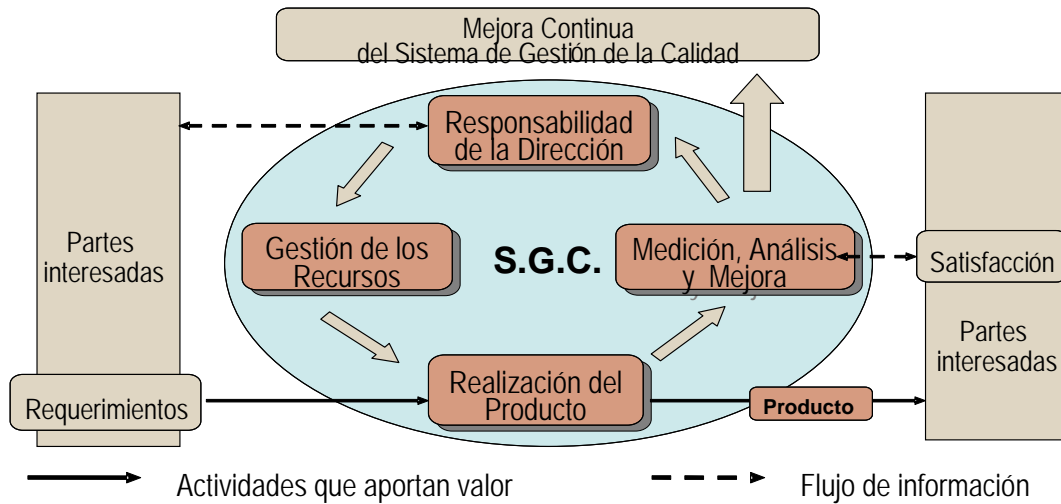 Mejora Continua
del Sistema de Gestión de la Calidad
Responsabilidad
de la Dirección
Partes
interesadas
Gestión de los
Recursos
S.G.C.
Medición, Análisis
y Mejora
Satisfacción
Partes
interesadas
Requerimientos
Realización del
Producto
Producto
Actividades que aportan valor
Flujo de información